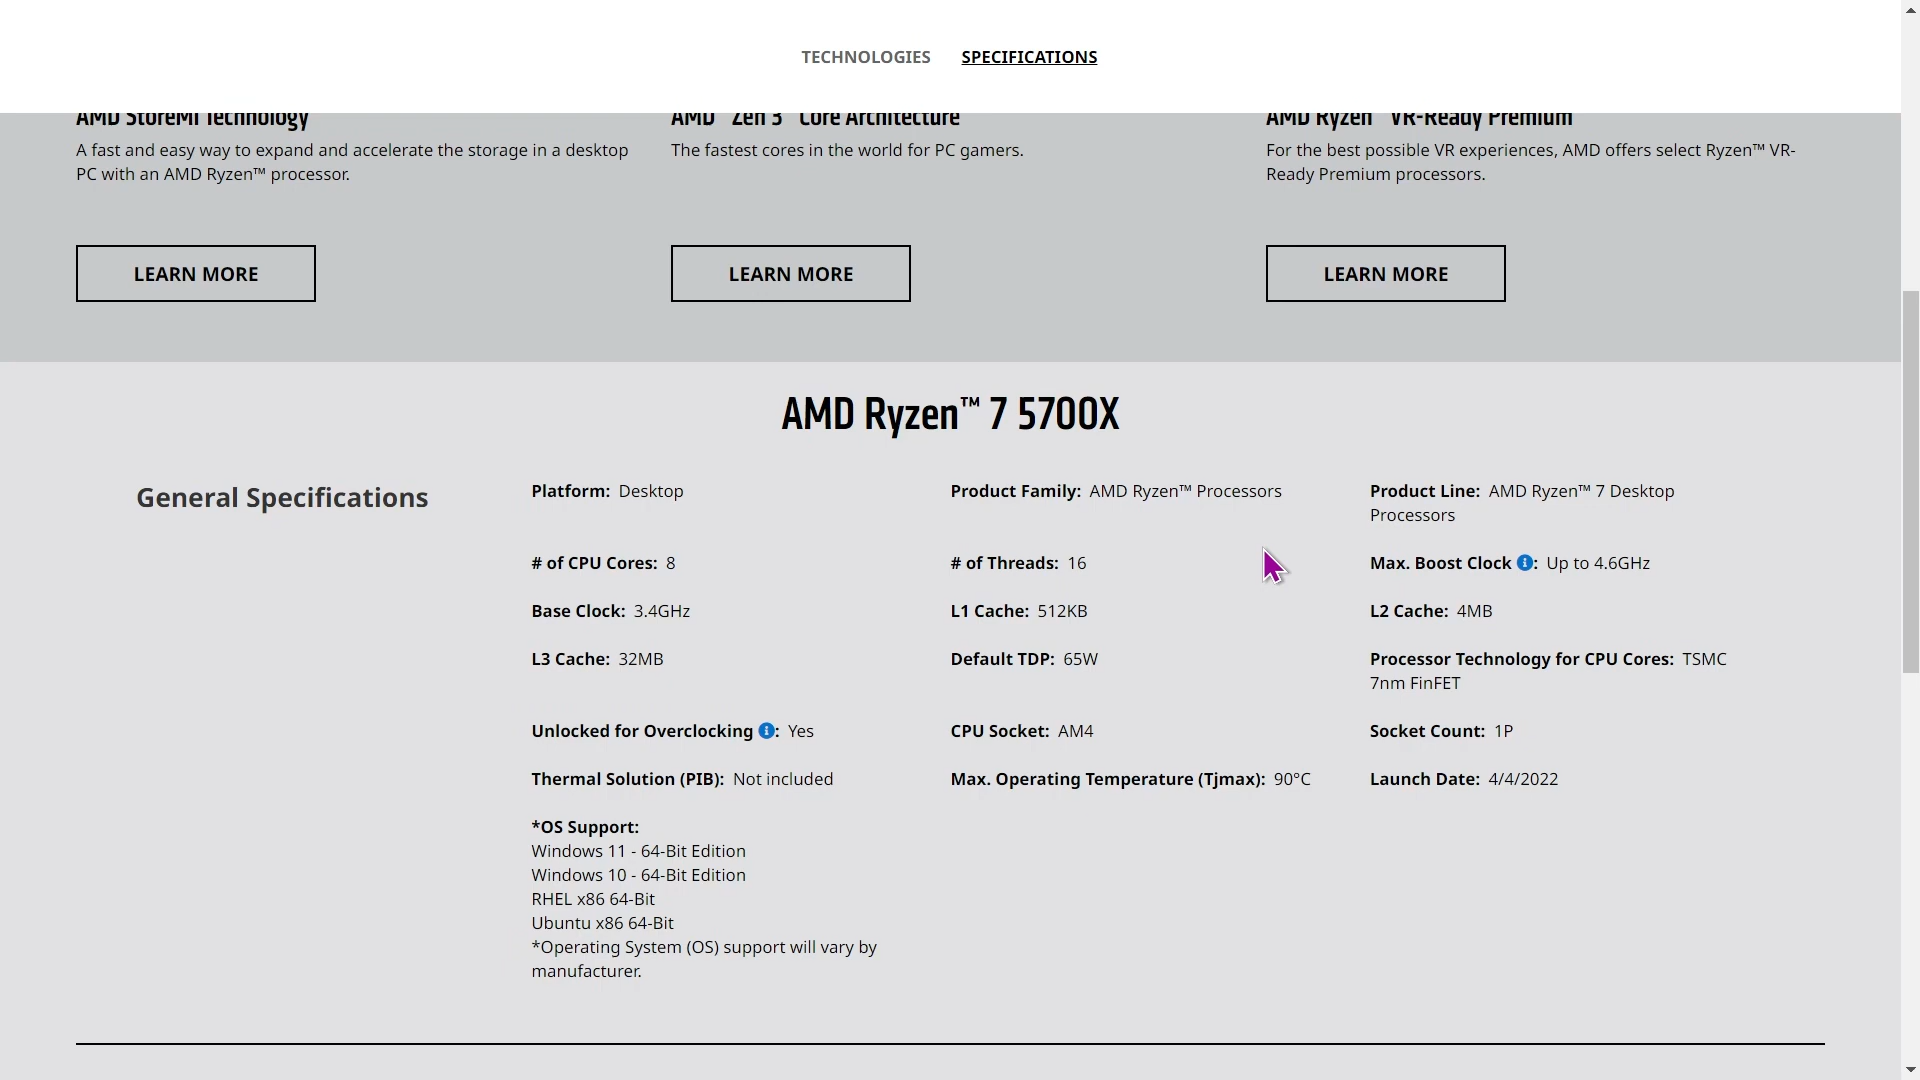 TECHNOLOGIES SPECIFICATIONS
AMD StoreMI Technology
A fast and easy way to expand and accelerate the storage in a desktop
PC with an AMD Ryzen™ processor.
LEARN MORE
AMD "Zen 3" Core Architecture
The fastest cores in the world for PC gamers.
LEARN MORE
AMD Ryzen™ VR-Ready Premium
For the best possible VR experiences, AMD offers select Ryzen™ VR-
Ready Premium processors.
LEARN MORE
AMD Ryzen™ 7 5700X
General Specifications
Platform: Desktop
Product Family: AMD Ryzen™ Processors
Product Line: AMD Ryzen™ 7 Desktop
Processors
# of CPU Cores: 8
# of Threads: 16
Max. Boost Clock i: Up to 4.6GHz
Base Clock: 3.4GHz
L1 Cache: 512KB
L2 Cache: 4MB
L3 Cache: 32MB
Default TDP: 65W
Processor Technology for CPU Cores: TSMC
7nm FinFET
Unlocked for Overclocking i: Yes
CPU Socket: AM4
Socket Count: 1P
Thermal Solution (PIB): Not included
Max. Operating Temperature (Tjmax): 90°C
Launch Date: 4/4/2022
*OS Support:
Windows 11 - 64-Bit Edition
Windows 10 - 64-Bit Edition
RHEL x86 64-Bit
Ubuntu x86 64-Bit
*Operating System (OS) support will vary by
manufacturer.